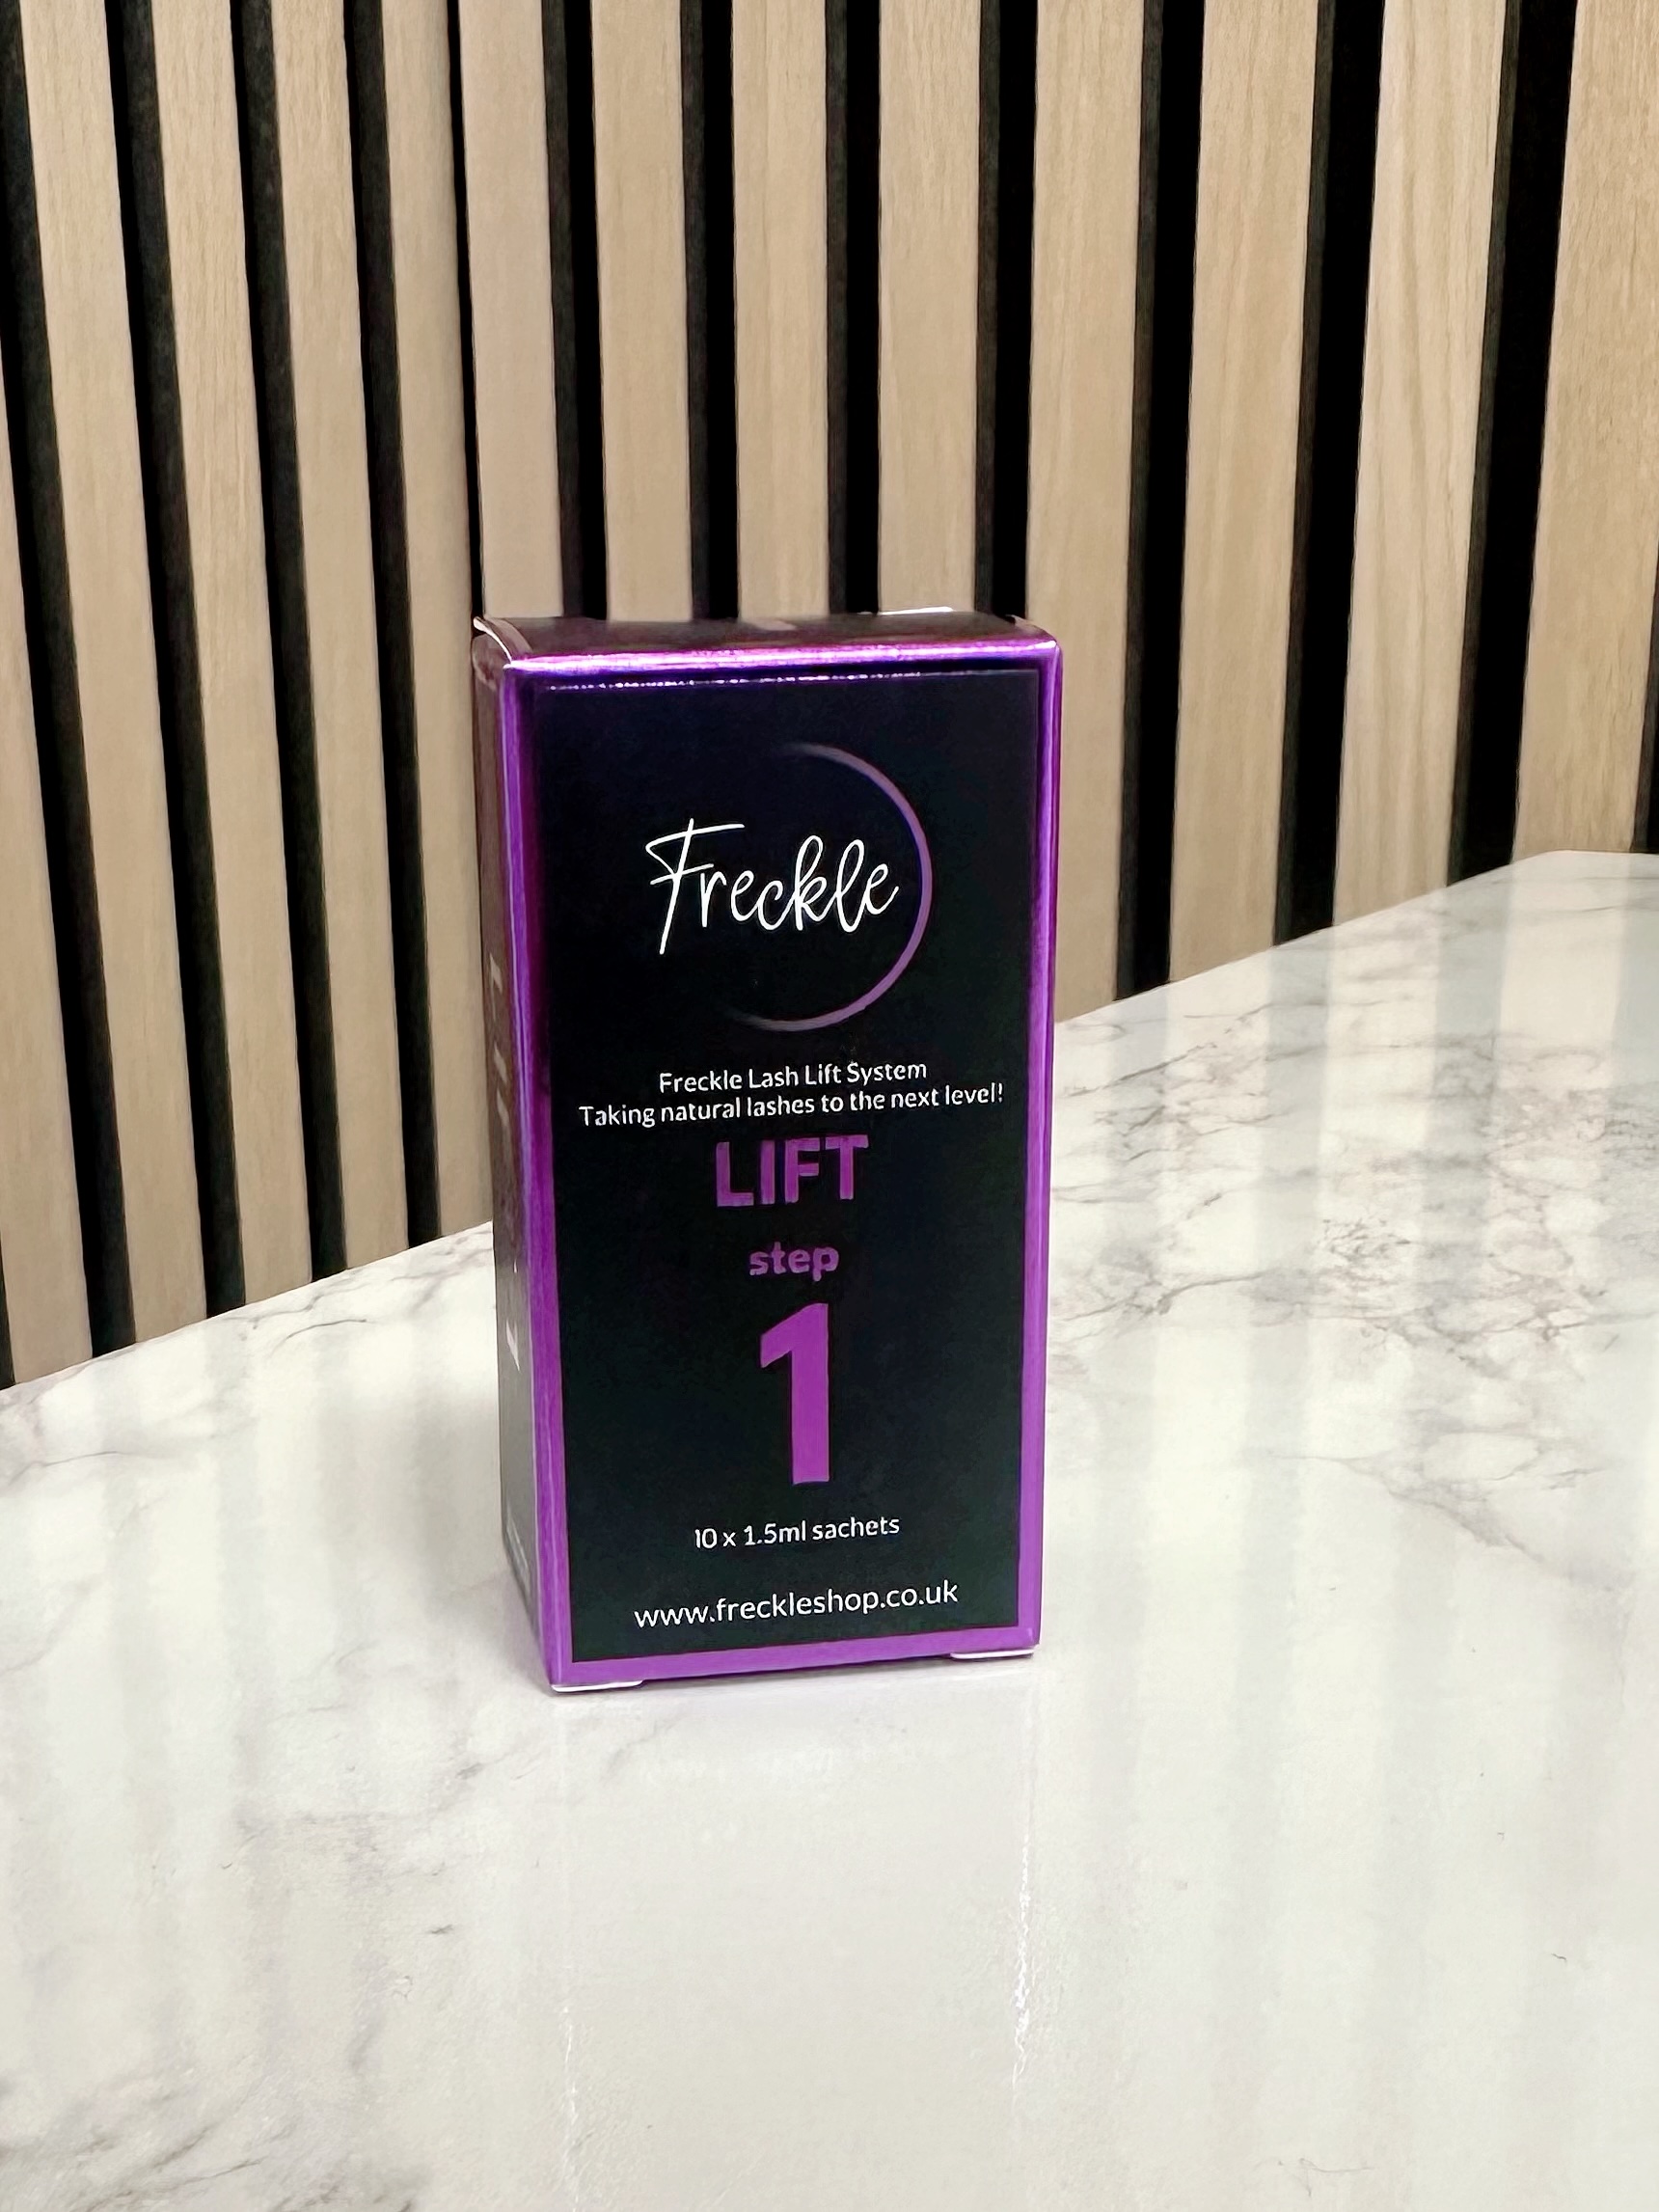 Freckle
Freckle Lash Lift System
Taking natural lashes to the next level!
LIFT
step
1
10 x 1.5ml sachets
www.freckleshop.co.uk